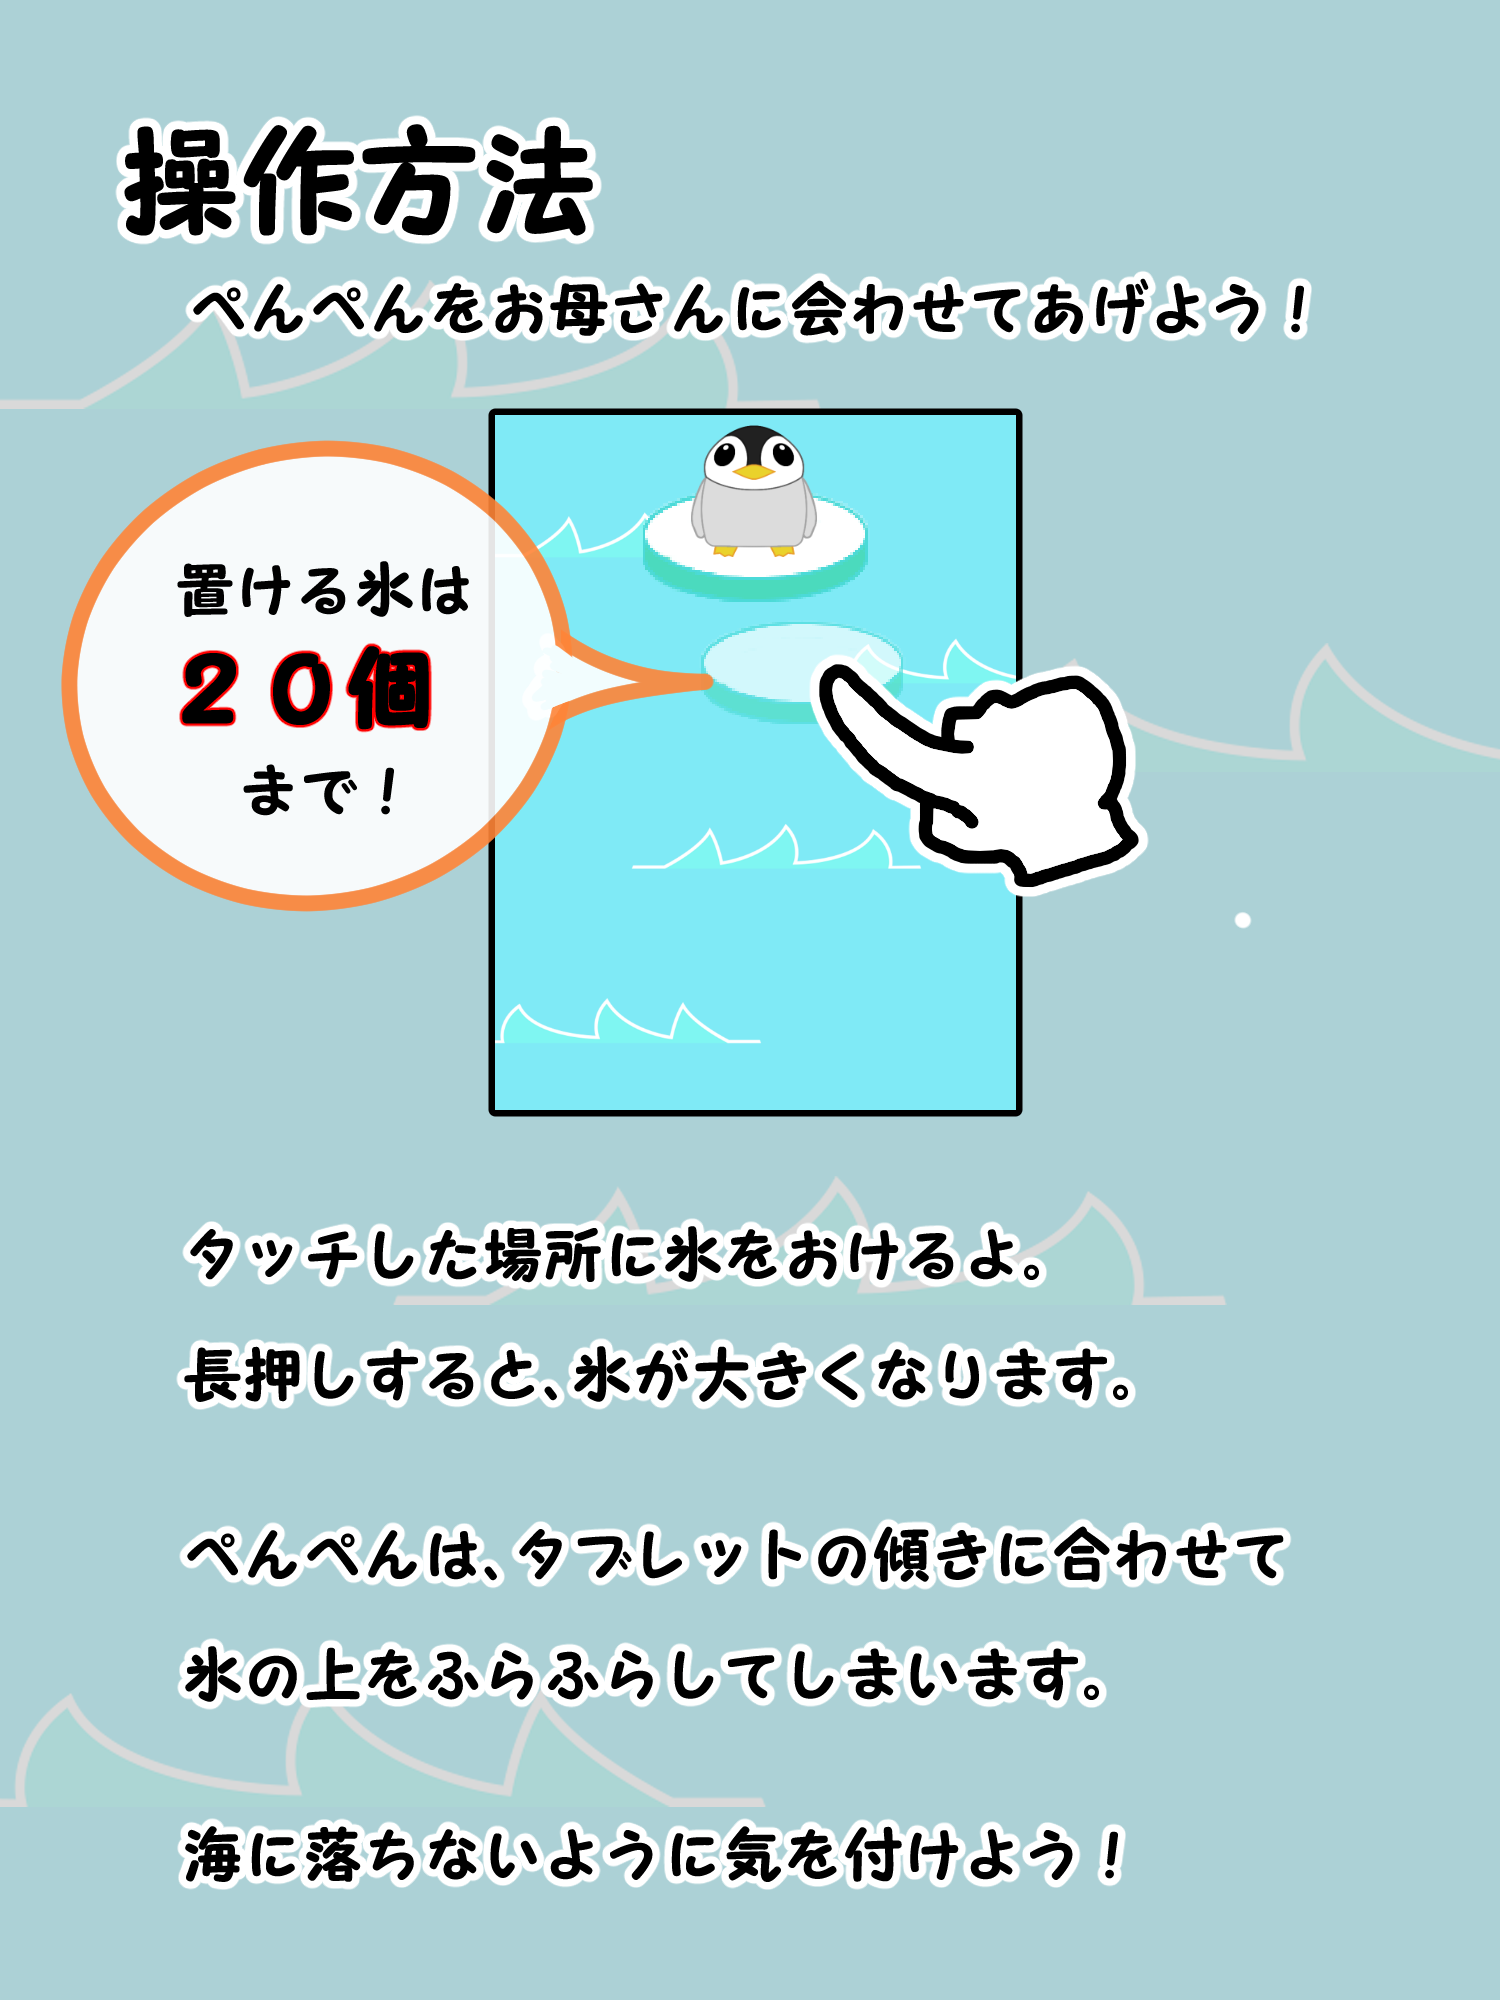 操作方法
ぺんぺんをお母さんに会わせてあげよう！
置ける氷は
２０個
まで！
タッチした場所に氷をおけるよ。
長押しすると、氷が大きくなります。
ぺんぺんは、タブレットの傾きに合わせて
氷の上をふらふらしてしまいます。
海に落ちないように気を付けよう！